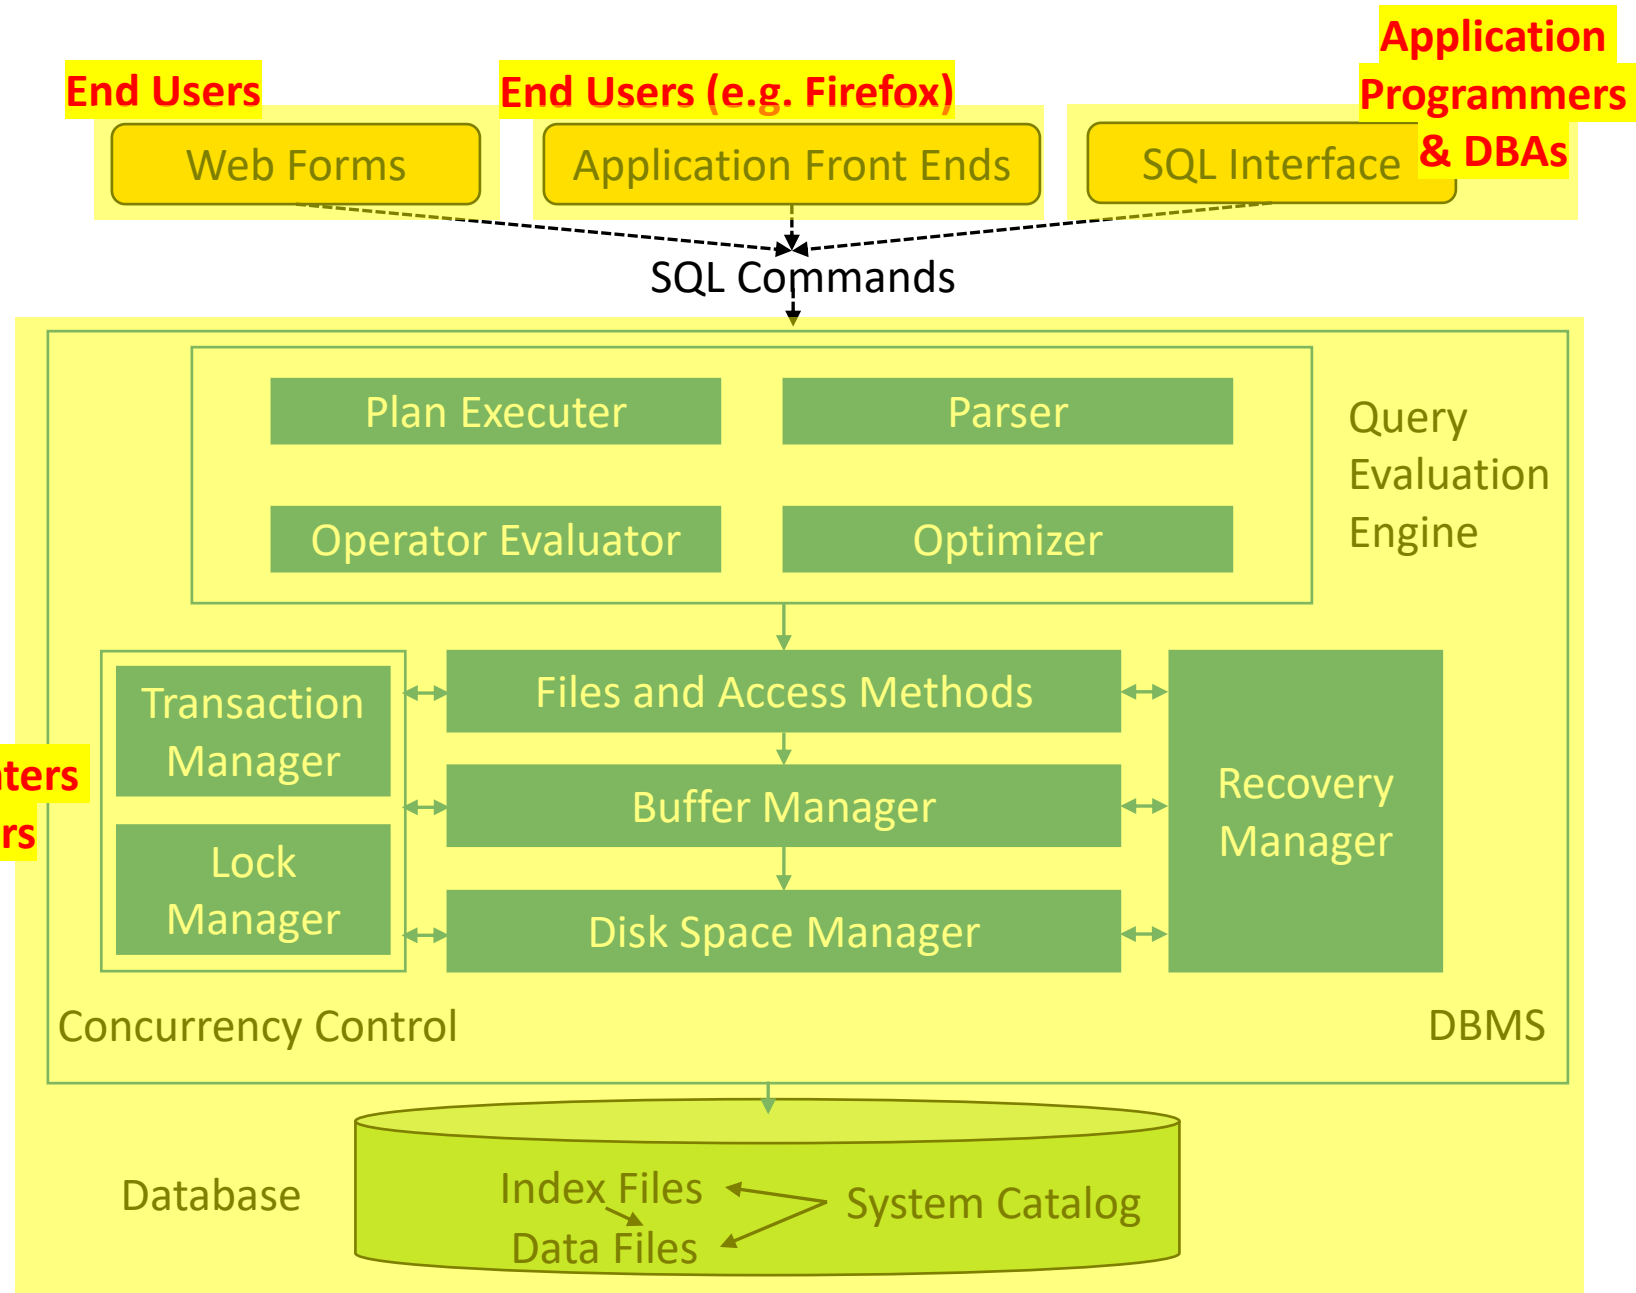 Application
Programmers
& DBAs
End Users
End Users (e.g. Firefox)
Web Forms
Application Front Ends
SQL Interface
SQL Commands
Plan Executer
Parser
Operator Evaluator
Optimizer
Query
Evaluation
Engine
Transaction
Manager
Lock
Manager
Files and Access Methods
Buffer Manager
Disk Space Manager
Recovery
Manager
Concurrency Control
DBMS
Database
Index Files
Data Files
System Catalog